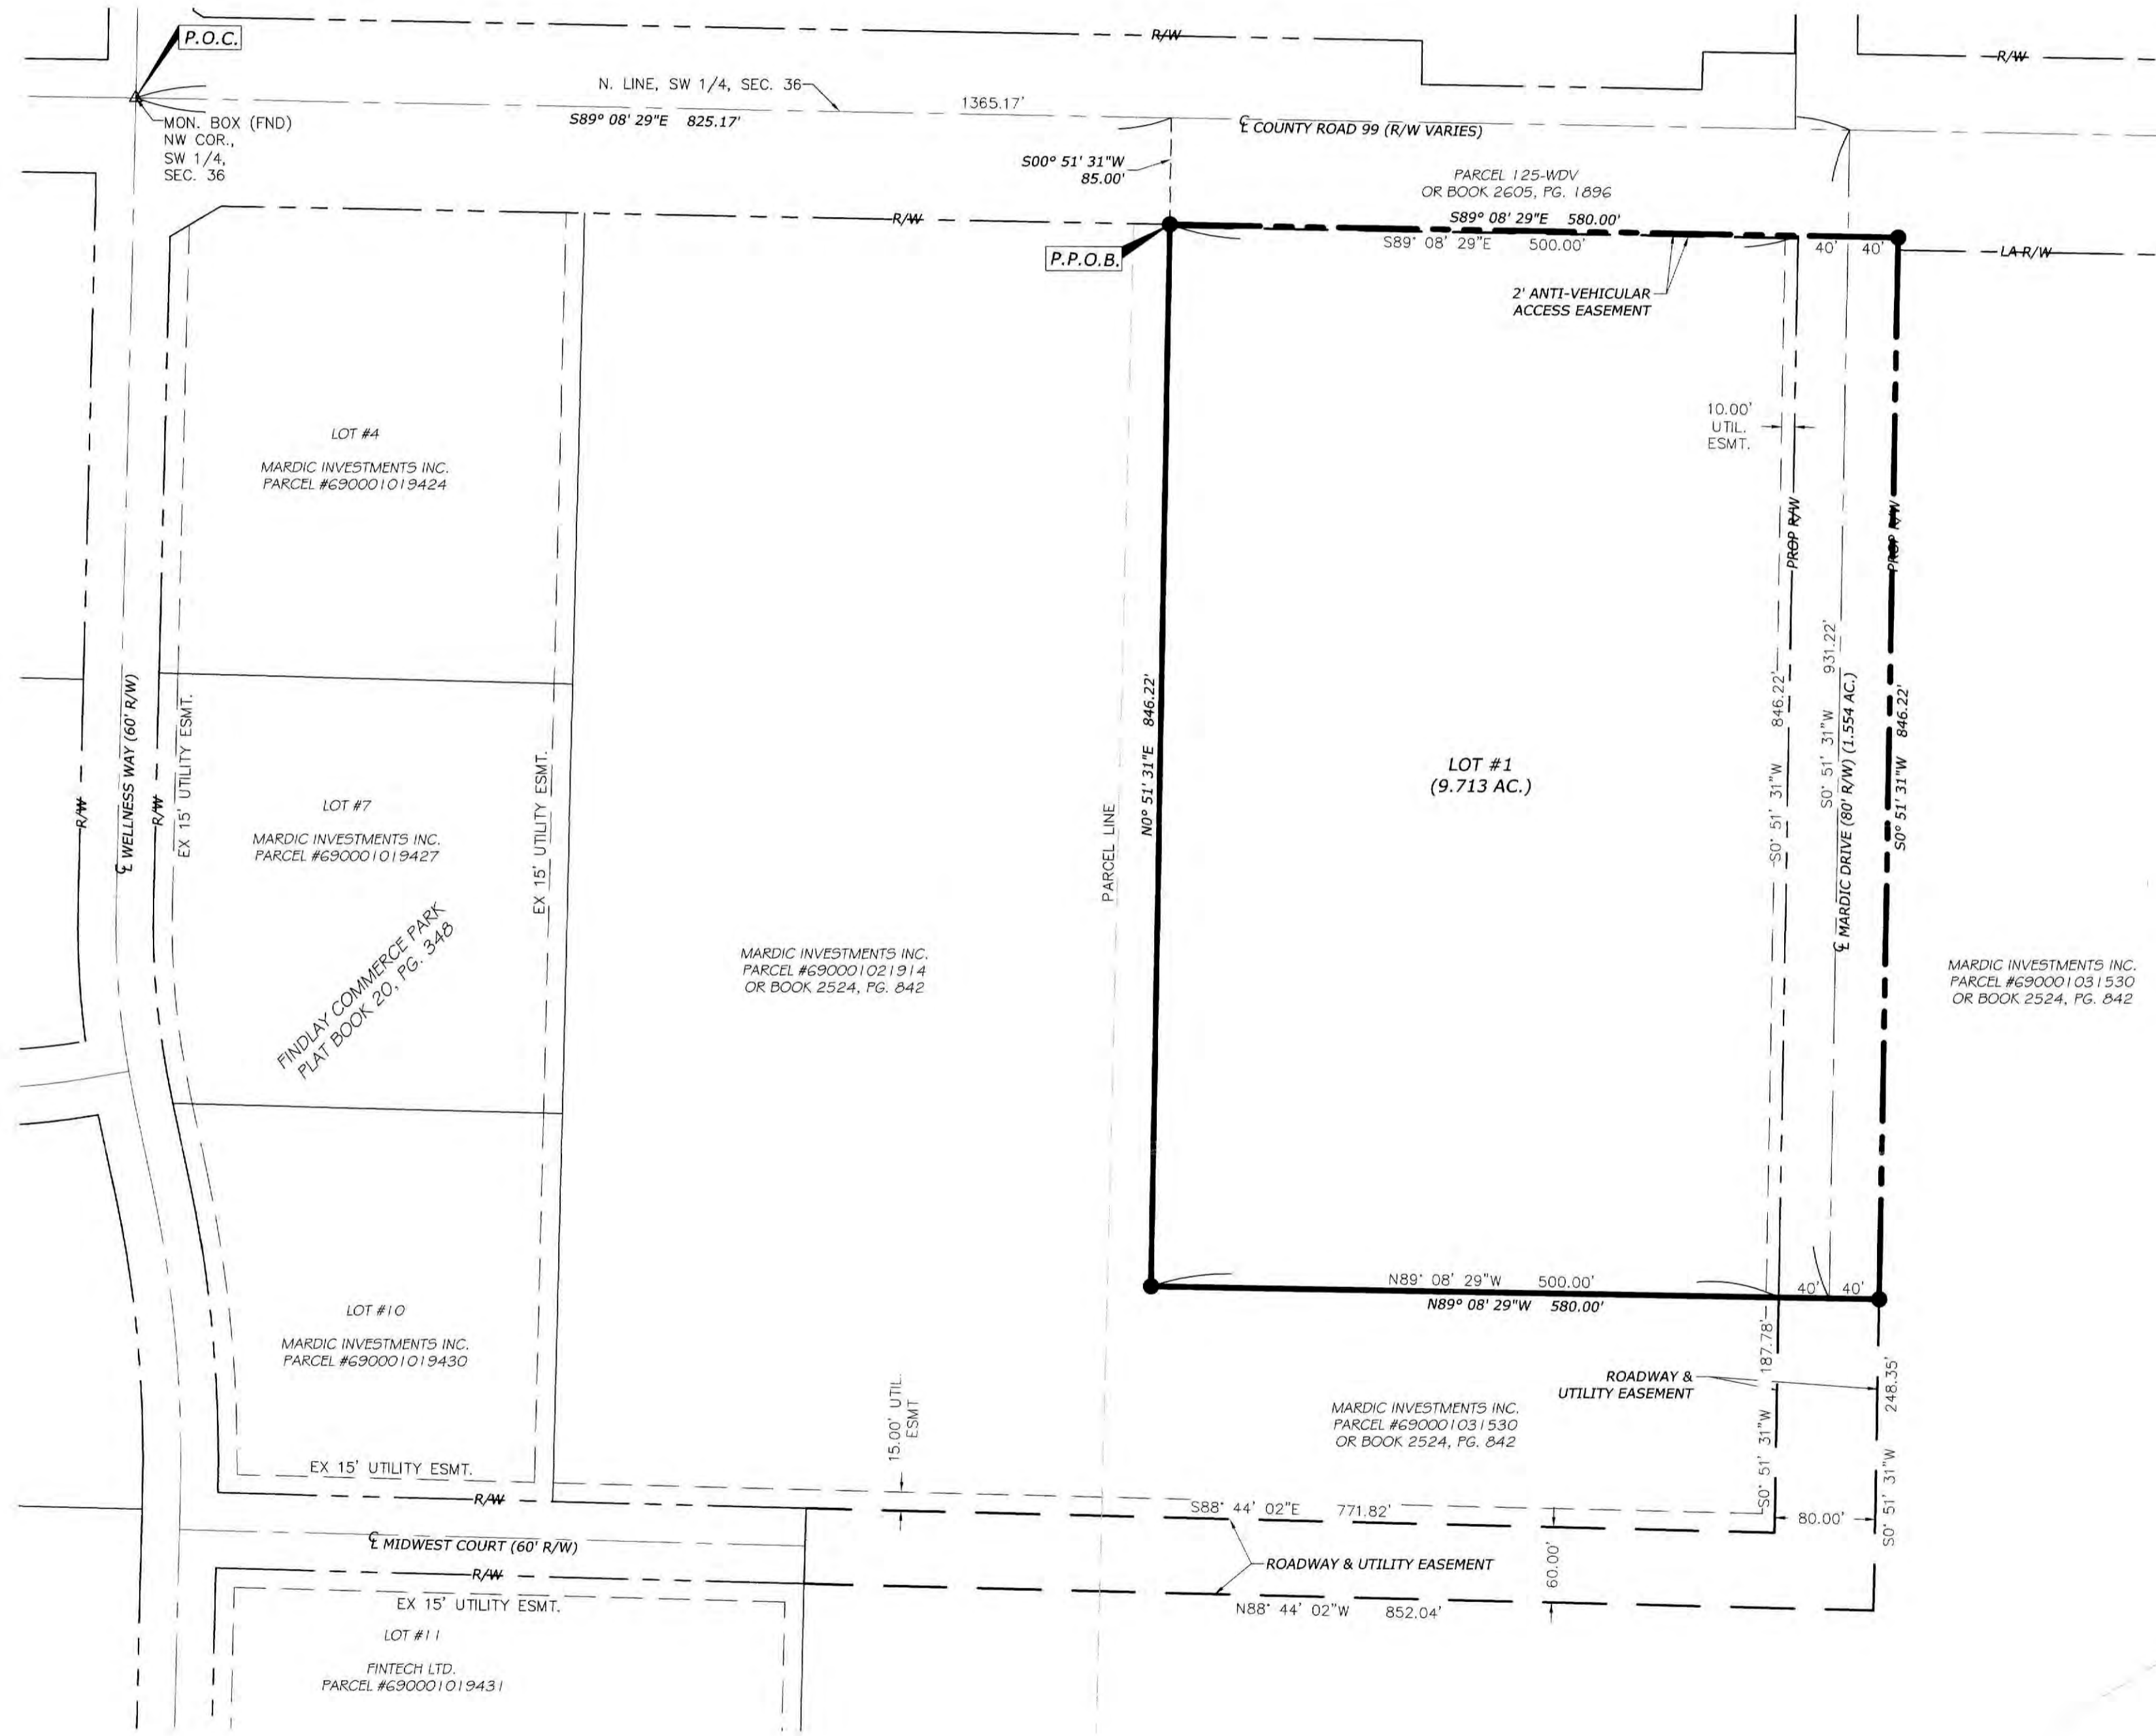 P.O.C.
R/W
R/W
N. LINE, SW 1/4, SEC. 36
1365.17'
S89° 08' 29"E 825.17'
MON. BOX (FND)
NW COR.,
SW 1/4,
SEC. 36
℄ COUNTY ROAD 99 (R/W VARIES)
S00° 51' 31"W
85.00'
PARCEL 125-WDV
OR BOOK 2605, PG. 1896
R/W
S89° 08' 29"E 580.00'
S89° 08' 29"E 500.00'
40' 40'
LA R/W
P.P.O.B.
2' ANTI-VEHICULAR
ACCESS EASEMENT
10.00'
UTIL.
ESMT.
LOT #4
MARDIC INVESTMENTS INC.
PARCEL #690001019424
PROP R/W
PROP R/W
℄ WELLNESS WAY (60' R/W)
R/W
R/W
EX 15' UTILITY ESMT.
EX 15' UTILITY ESMT.
LOT #7
MARDIC INVESTMENTS INC.
PARCEL #690001019427
FINDLAY COMMERCE PARK
PLAT BOOK 20, PG. 348
MARDIC INVESTMENTS INC.
PARCEL #690001021914
OR BOOK 2524, PG. 842
PARCEL LINE
N0° 51' 31"E 846.22'
LOT #1
(9.713 AC.)
S0° 51' 31"W 846.22'
S0° 51' 31"W 931.22'
℄ MARDIC DRIVE (80' R/W) (1.554 AC.)
S0° 51' 31"W 846.22'
MARDIC INVESTMENTS INC.
PARCEL #690001031530
OR BOOK 2524, PG. 842
N89° 08' 29"W 500.00'
40' 40'
N89° 08' 29"W 580.00'
LOT #10
MARDIC INVESTMENTS INC.
PARCEL #690001019430
15.00' UTIL.
ESMT
ROADWAY &
UTILITY EASEMENT
MARDIC INVESTMENTS INC.
PARCEL #690001031530
OR BOOK 2524, PG. 842
S0° 51' 31"W 187.78'
S0° 51' 31"W 248.35'
EX 15' UTILITY ESMT.
R/W
S88° 44' 02"E 771.82'
80.00'
℄ MIDWEST COURT (60' R/W)
R/W
ROADWAY & UTILITY EASEMENT
60.00'
EX 15' UTILITY ESMT.
N88° 44' 02"W 852.04'
LOT #11
FINTECH LTD.
PARCEL #690001019431